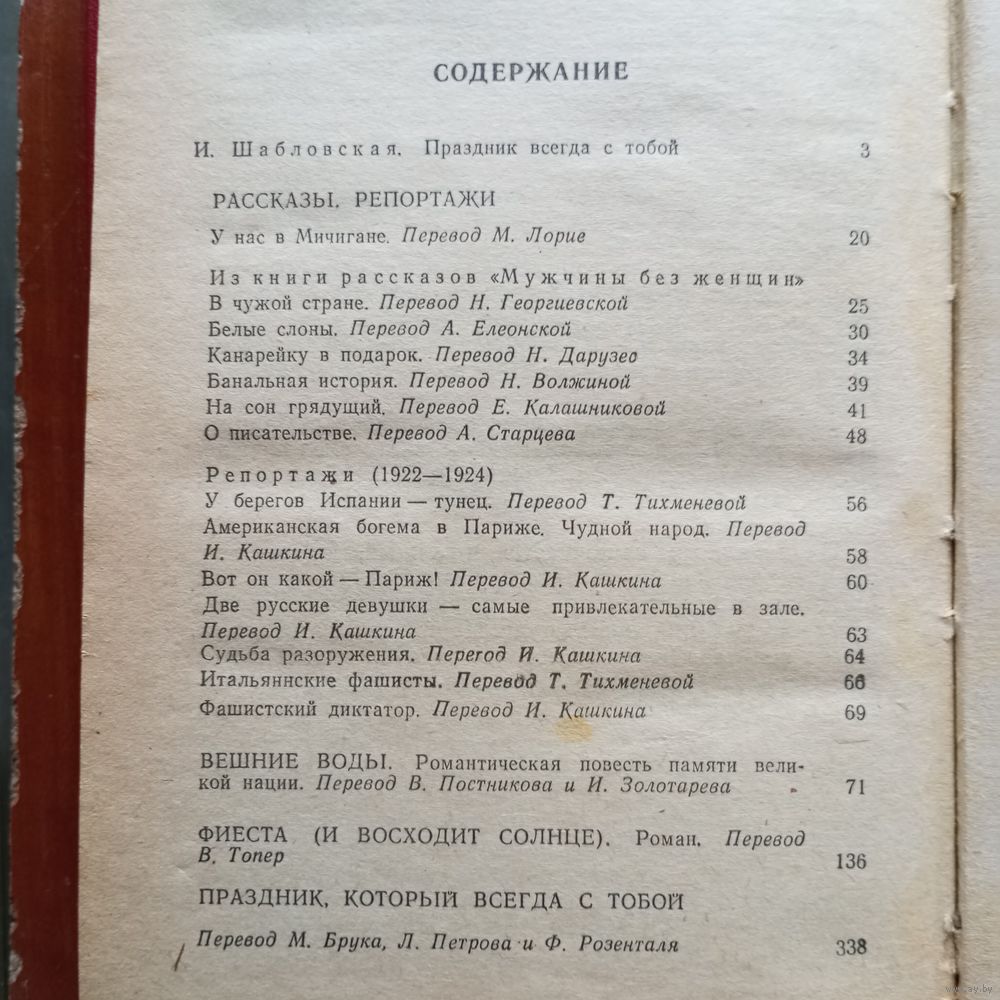 СОДЕРЖАНИЕ
И. Шабловская. Праздник всегда с тобой 3
РАССКАЗЫ. РЕПОРТАЖИ
У нас в Мичигане. Перевод М. Лорие 20
Из книги рассказов «Мужчины без женщин»
В чужой стране. Перевод Н. Георгиевской 25
Белые слоны. Перевод А. Елеонской 30
Канарейку в подарок. Перевод Н. Дарузес 34
Банальная история. Перевод Н. Волжиной 39
На сон грядущий. Перевод Е. Калашниковой 41
О писательстве. Перевод А. Старцева 48
Репортажи (1922—1924)
У берегов Испании — тунец. Перевод Т. Тихменевой 56
Американская богема в Париже. Чудной народ. Перевод
И. Кашкина 58
Вот он какой — Париж! Перевод И. Кашкина 60
Две русские девушки — самые привлекательные в зале.
Перевод И. Кашкина 63
Судьба разоружения. Перегод И. Кашкина 64
Итальяннские фашисты. Перевод Т. Тихменевой 66
Фашистский диктатор. Перевод И. Кашкина 69
ВЕШНИЕ ВОДЫ. Романтическая повесть памяти вели-
кой нации. Перевод В. Постникова и И. Золотарева 71
ФИЕСТА (И ВОСХОДИТ СОЛНЦЕ). Роман. Перевод
В. Топер 136
ПРАЗДНИК, КОТОРЫЙ ВСЕГДА С ТОБОЙ
Перевод М. Брука, Л. Петрова и Ф. Розенталя 338
www.ay.by